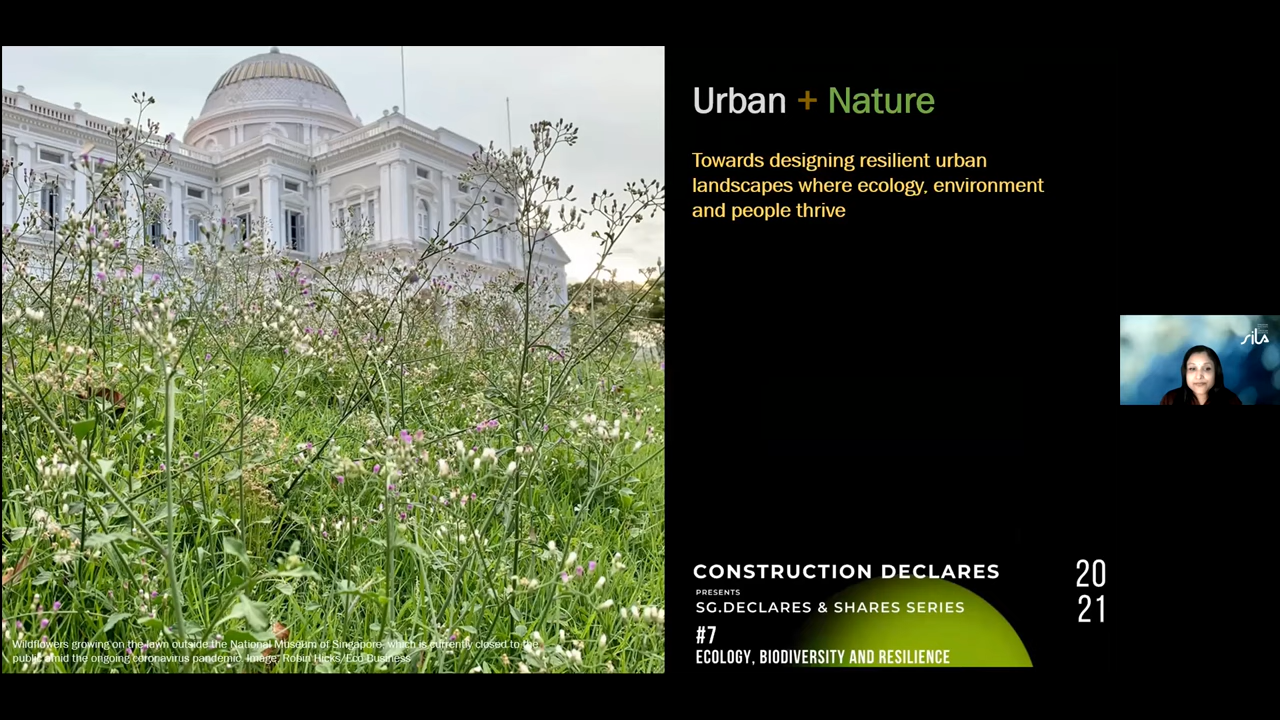 Urban + Nature
Towards designing resilient urban
landscapes where ecology, environment
and people thrive
sila
CONSTRUCTION DECLARES
PRESENTS
SG.DECLARES & SHARES SERIES
#7
ECOLOGY, BIODIVERSITY AND RESILIENCE
20
21
Wildflowers growing on the lawn outside the National Museum of Singapore, which is currently closed to the
public amid the ongoing coronavirus pandemic. Image: Robin Hicks/Eco-Business